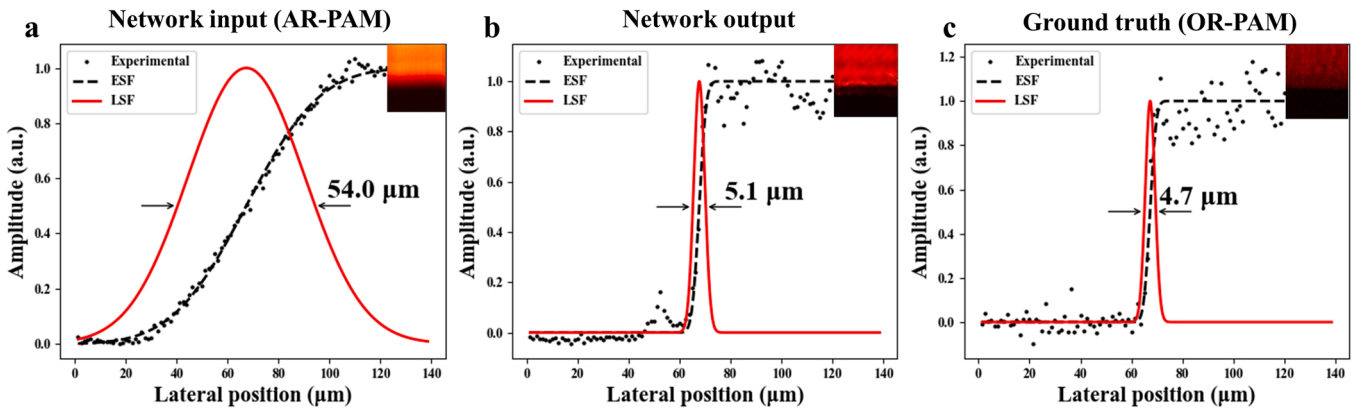 a
Network input (AR-PAM)
Experimental
ESF
LSF
54.0 μm
Amplitude (a.u.)
1.0
0.8
0.6
0.4
0.2
0.0
0
20
40
60
80
100
120
140
Lateral position (μm)
b
Network output
Experimental
ESF
LSF
5.1 μm
Amplitude (a.u.)
1.0
0.8
0.6
0.4
0.2
0.0
0
20
40
60
80
100
120
140
Lateral position (μm)
c
Ground truth (OR-PAM)
Experimental
ESF
LSF
4.7 μm
Amplitude (a.u.)
1.2
1.0
0.8
0.6
0.4
0.2
0.0
0
20
40
60
80
100
120
140
Lateral position (μm)